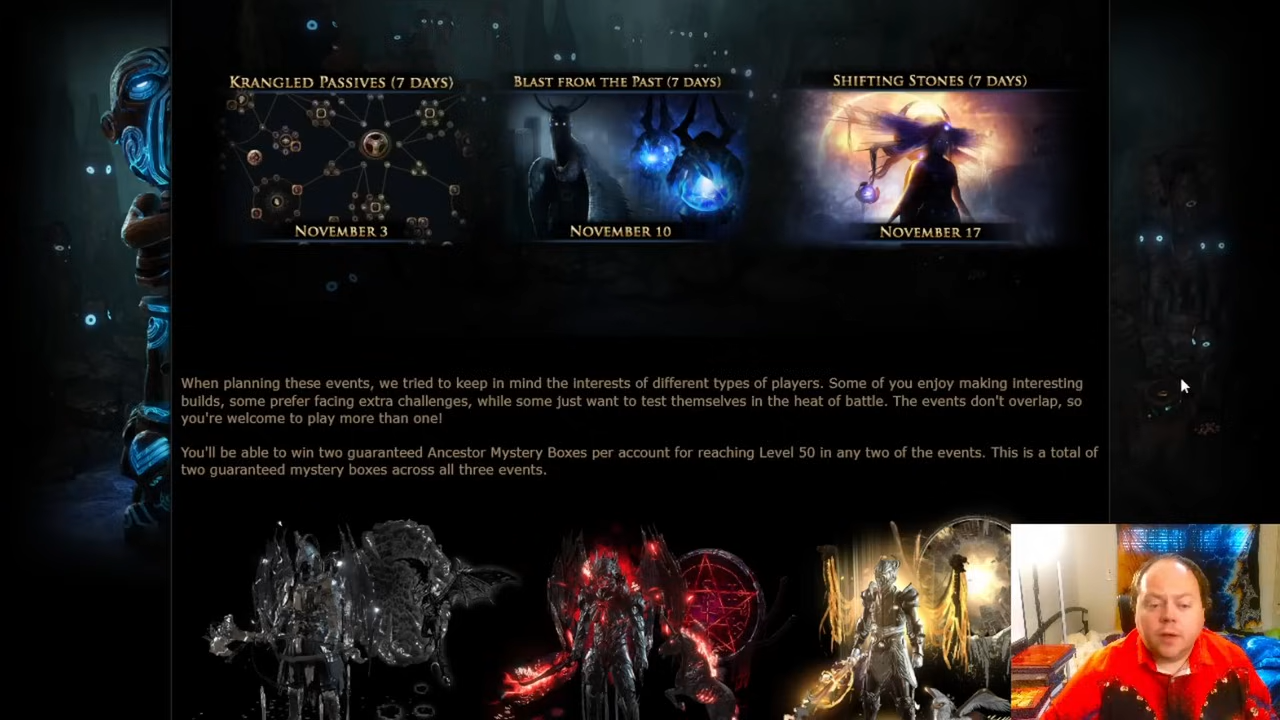 KRANGLED PASSIVES (7 DAYS)
BLAST FROM THE PAST (7 DAYS)
SHIFTING STONES (7 DAYS)
NOVEMBER 3
NOVEMBER 10
NOVEMBER 17
When planning these events, we tried to keep in mind the interests of different types of players. Some of you enjoy making interesting
builds, some prefer facing extra challenges, while some just want to test themselves in the heat of battle. The events don't overlap, so
you're welcome to play more than one!
You'll be able to win two guaranteed Ancestor Mystery Boxes per account for reaching Level 50 in any two of the events. This is a total of
two guaranteed mystery boxes across all three events.